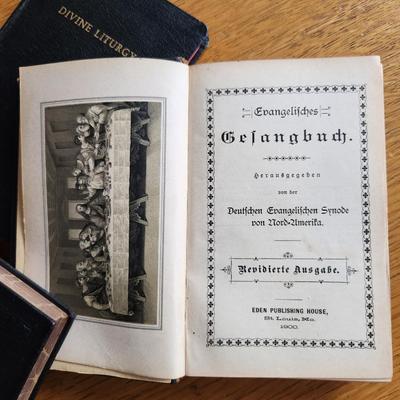 DIVINE LITURGY
Evangelisches
Gesangbuch.
Herausgegeben
von der
Deutschen Evangelischen Synode
von Nord-Amerika.
Revidierte Ausgabe.
EDEN PUBLISHING HOUSE,
St. Louis, Mo.
1900.